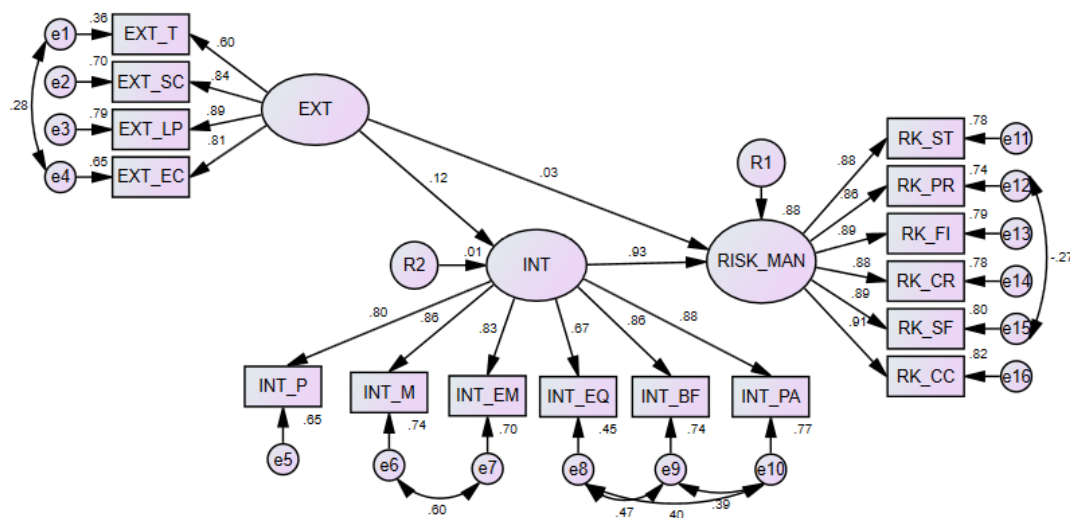 e1 .36 EXT_T
.60
e2 .70 EXT_SC
.84
.28
e3 .79 EXT_LP
.89
e4 .65 EXT_EC
.81
EXT
.12
.03
R1
.88
RISK_MAN
R2
.01
INT
.93
.88 RK_ST .78 e11
.86 RK_PR .74 e12
.89 RK_FI .79 e13
-.27
.88 RK_CR .78 e14
.89 RK_SF .80 e15
.91 RK_CC .82 e16
.80 .86 .83 .67 .86 .88
INT_P INT_M INT_EM INT_EQ INT_BF INT_PA
.65 .74 .70 .45 .74 .77
e5 e6 e7 e8 e9 e10
.60 .47 .40 .39